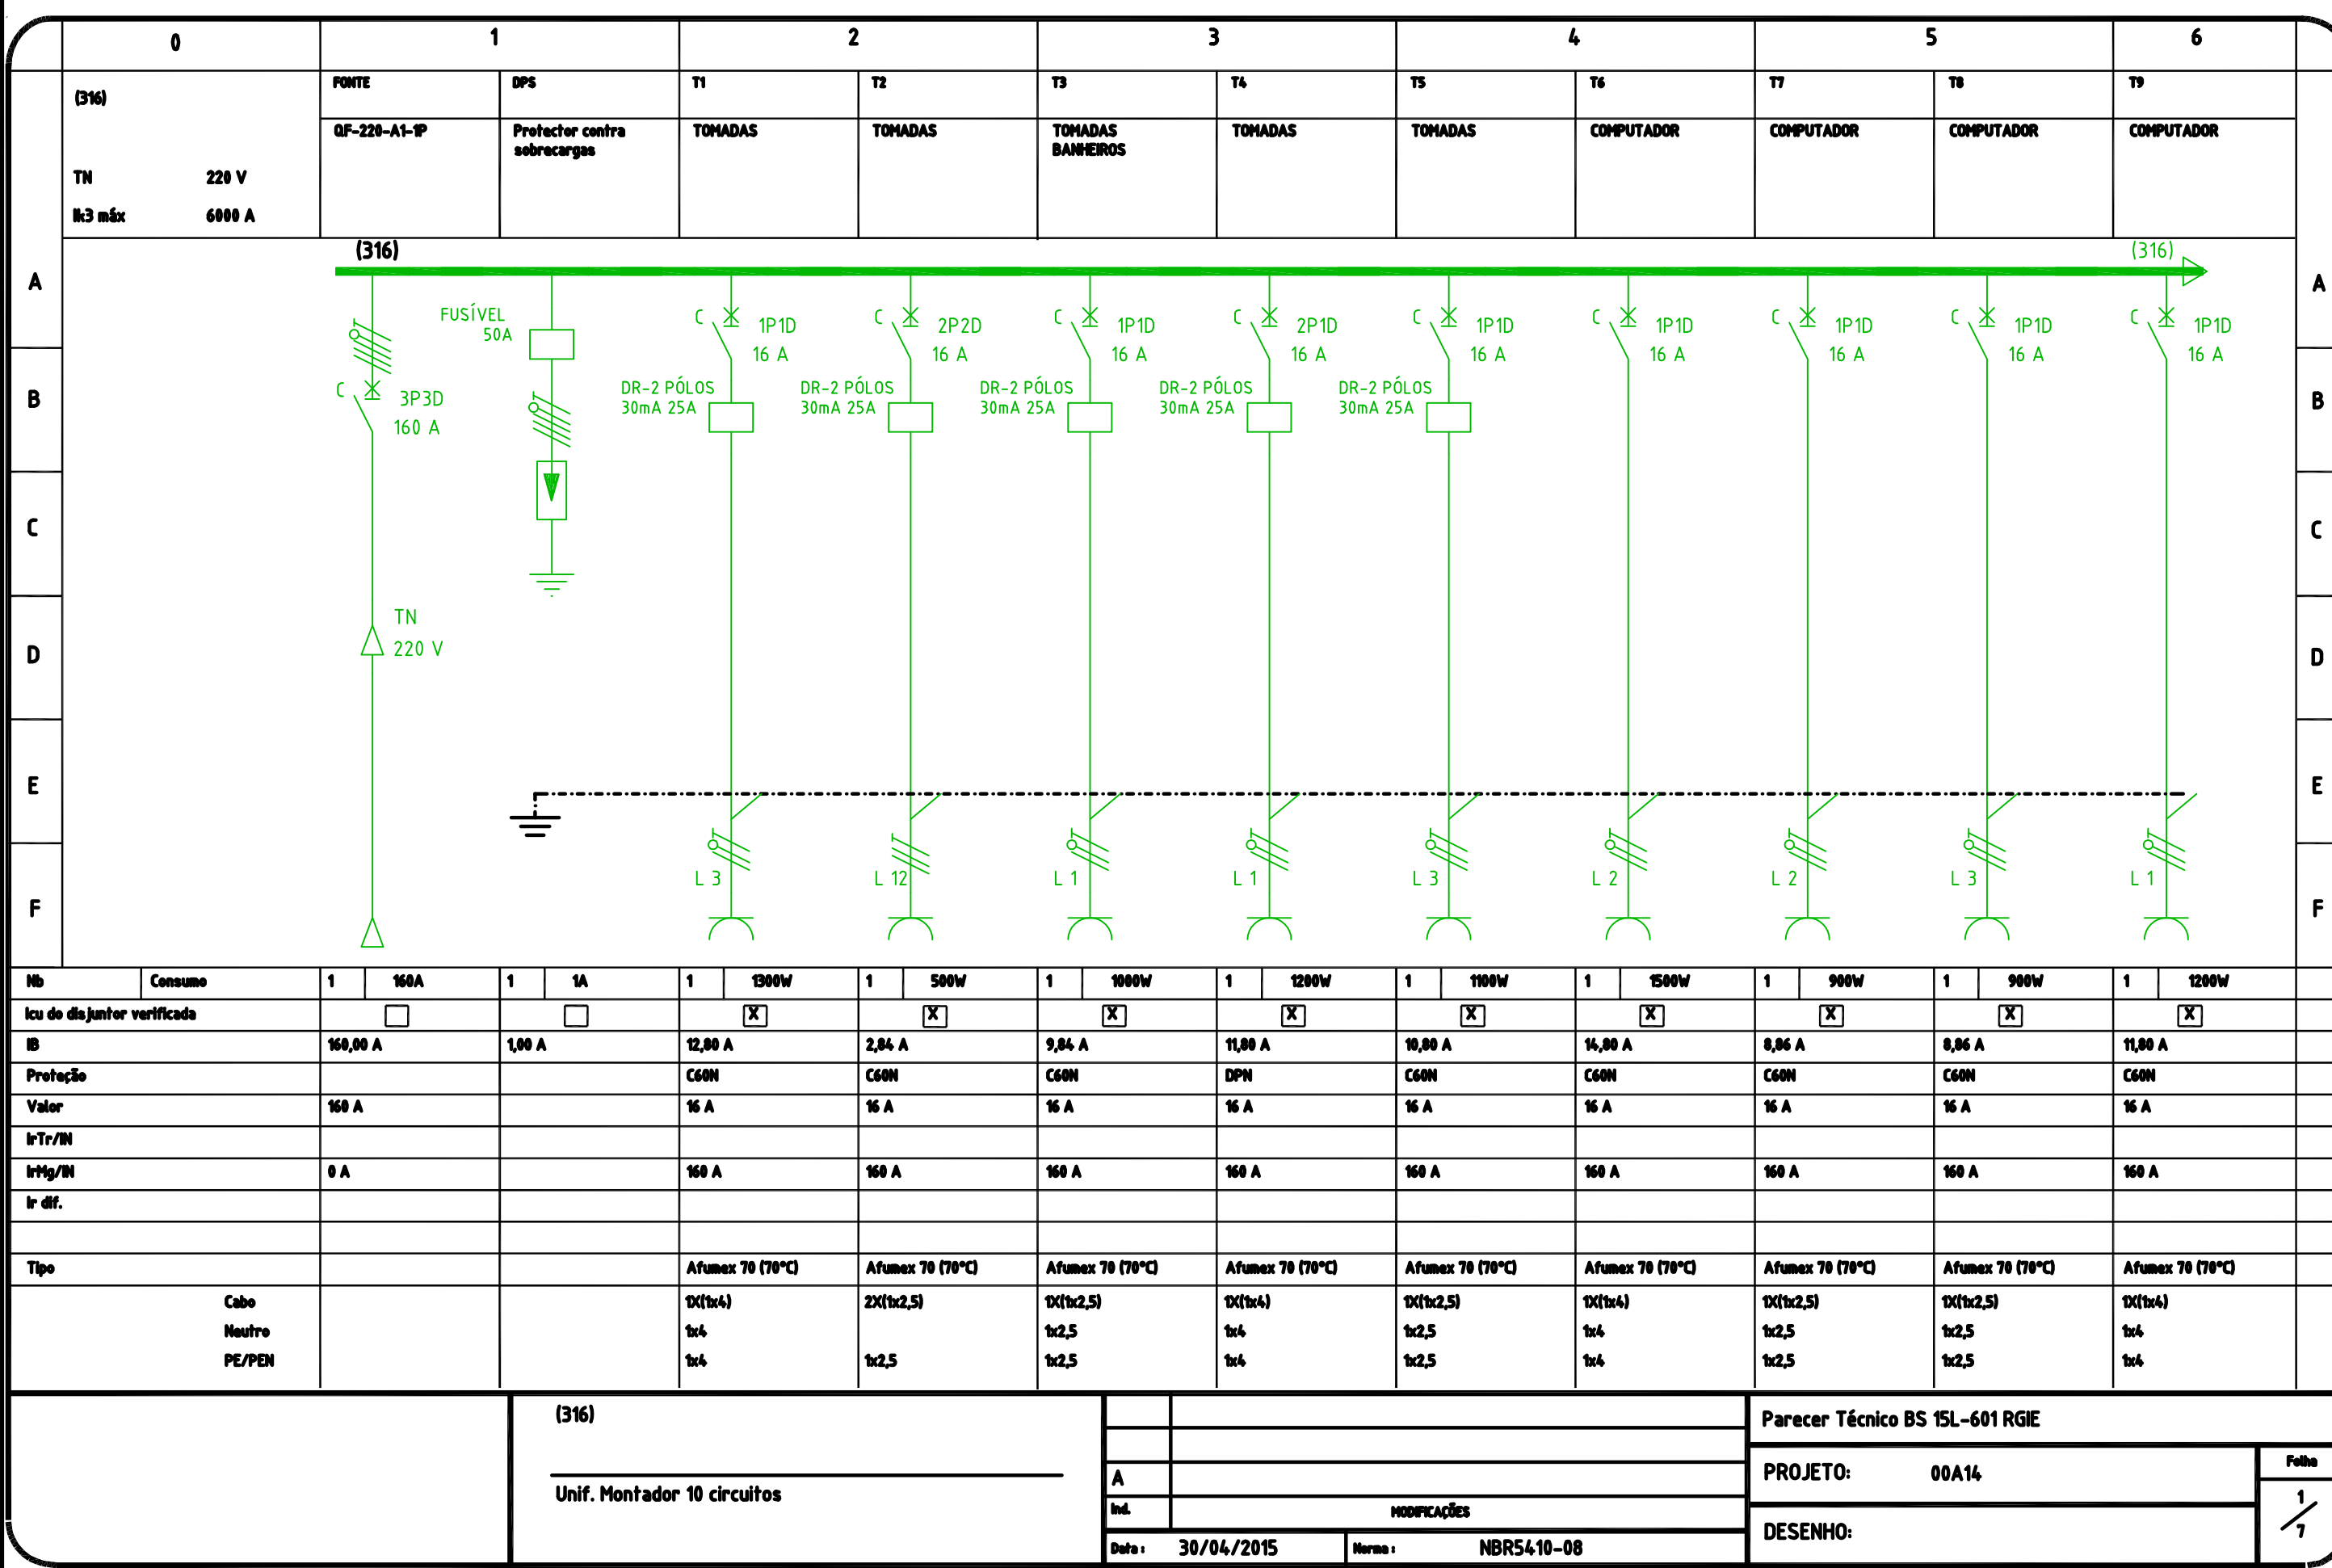 0 1 2 3 4 5 6
(316)
TN 220 V
Ik3 máx 6000 A
FONTE DPS T1 T2 T3 T4 T5 T6 T7 T8 T9
QF-220-A1-1P Protector contra TOMADAS TOMADAS TOMADAS TOMADAS TOMADAS COMPUTADOR COMPUTADOR COMPUTADOR COMPUTADOR
sobrecargas BANHEIROS
(316) (316)
A A
FUSÍVEL C 1P1D C 2P2D C 1P1D C 2P1D C 1P1D C 1P1D C 1P1D C 1P1D C 1P1D
50A 16 A 16 A 16 A 16 A 16 A 16 A 16 A 16 A 16 A
DR-2 PÓLOS DR-2 PÓLOS DR-2 PÓLOS DR-2 PÓLOS DR-2 PÓLOS
B C 3P3D 30mA 25A 30mA 25A 30mA 25A 30mA 25A 30mA 25A B
160 A
C C
TN
220 V
D D
E E
L 3 L 12 L 1 L 1 L 3 L 2 L 2 L 3 L 1
F F
Nb Consumo 1 160A 1 1A 1 1300W 1 500W 1 1000W 1 1200W 1 1100W 1 1500W 1 900W 1 900W 1 1200W
Icu do disjuntor verificada X X X X X X X X X
IB 160,00 A 1,00 A 12,80 A 2,84 A 9,84 A 11,80 A 10,80 A 14,80 A 8,86 A 8,86 A 11,80 A
Proteção C60N C60N C60N DPN C60N C60N C60N C60N C60N
Valor 160 A 16 A 16 A 16 A 16 A 16 A 16 A 16 A 16 A 16 A
IrTr/IN
IrMg/IN 0 A 160 A 160 A 160 A 160 A 160 A 160 A 160 A 160 A 160 A
Ir dif.
Tipo Afumex 70 (70°C) Afumex 70 (70°C) Afumex 70 (70°C) Afumex 70 (70°C) Afumex 70 (70°C) Afumex 70 (70°C) Afumex 70 (70°C) Afumex 70 (70°C) Afumex 70 (70°C)
Cabo 1X(1x4) 2X(1x2,5) 1X(1x2,5) 1X(1x4) 1X(1x2,5) 1X(1x4) 1X(1x2,5) 1X(1x2,5) 1X(1x4)
Neutro 1x4 1x2,5 1x4 1x2,5 1x4 1x2,5 1x2,5 1x4
PE/PEN 1x4 1x2,5 1x2,5 1x4 1x2,5 1x4 1x2,5 1x2,5 1x4
(316)
Unif. Montador 10 circuitos
A
Ind. MODIFICAÇÕES
Data : 30/04/2015 Norma : NBR5410-08
Parecer Técnico BS 15L-601 RGIE
PROJETO: 00A14
DESENHO:
Folha
1/7